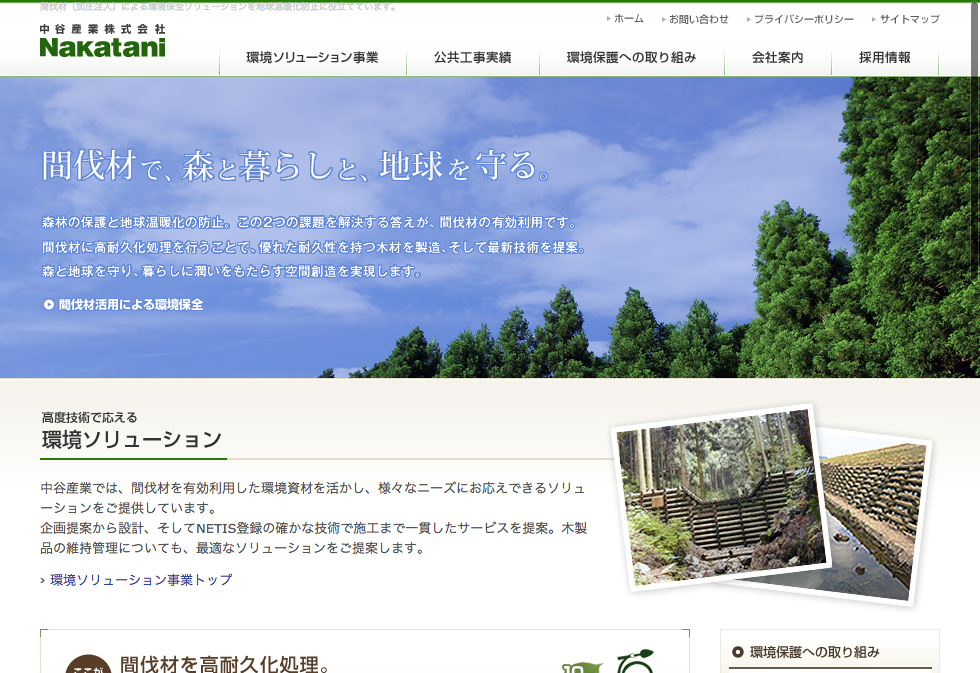 間伐材（加圧注入）による環境保全ソリューションを地球温暖化防止に役立てています。
ホーム
お問い合わせ
プライバシーポリシー
サイトマップ
中谷産業株式会社
Nakatani
環境ソリューション事業
公共工事実績
環境保護への取り組み
会社案内
採用情報
間伐材で、森と暮らしと、地球を守る。
森林の保護と地球温暖化の防止。この2つの課題を解決する答えが、間伐材の有効利用です。
間伐材に高耐久化処理を行うことで、優れた耐久性を持つ木材を製造、そして最新技術を提案。
森と地球を守り、暮らしに潤いをもたらす空間創造を実現します。
間伐材活用による環境保全
高度技術で応える
環境ソリューション
中谷産業では、間伐材を有効利用した環境資材を活かし、様々なニーズにお応えできるソリュ
ーションをご提供しています。
企画提案から設計、そしてNETIS登録の確かな技術で施工まで一貫したサービスを提案。木製
品の維持管理についても、最適なソリューションをご提案します。
› 環境ソリューション事業トップ
ここが
間伐材を高耐久化処理。
環境保護への取り組み